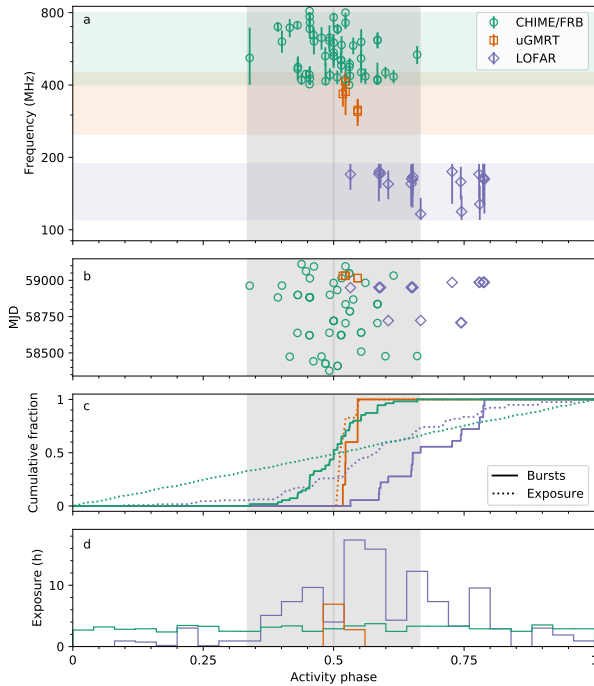 a
800
400
200
100
Frequency (MHz)
CHIME/FRB
uGMRT
LOFAR
b
59000
58750
58500
MJD
c
1
0.5
0
Cumulative fraction
Bursts
Exposure
d
10
0
Exposure (h)
0 0.25 0.5 0.75 1
Activity phase